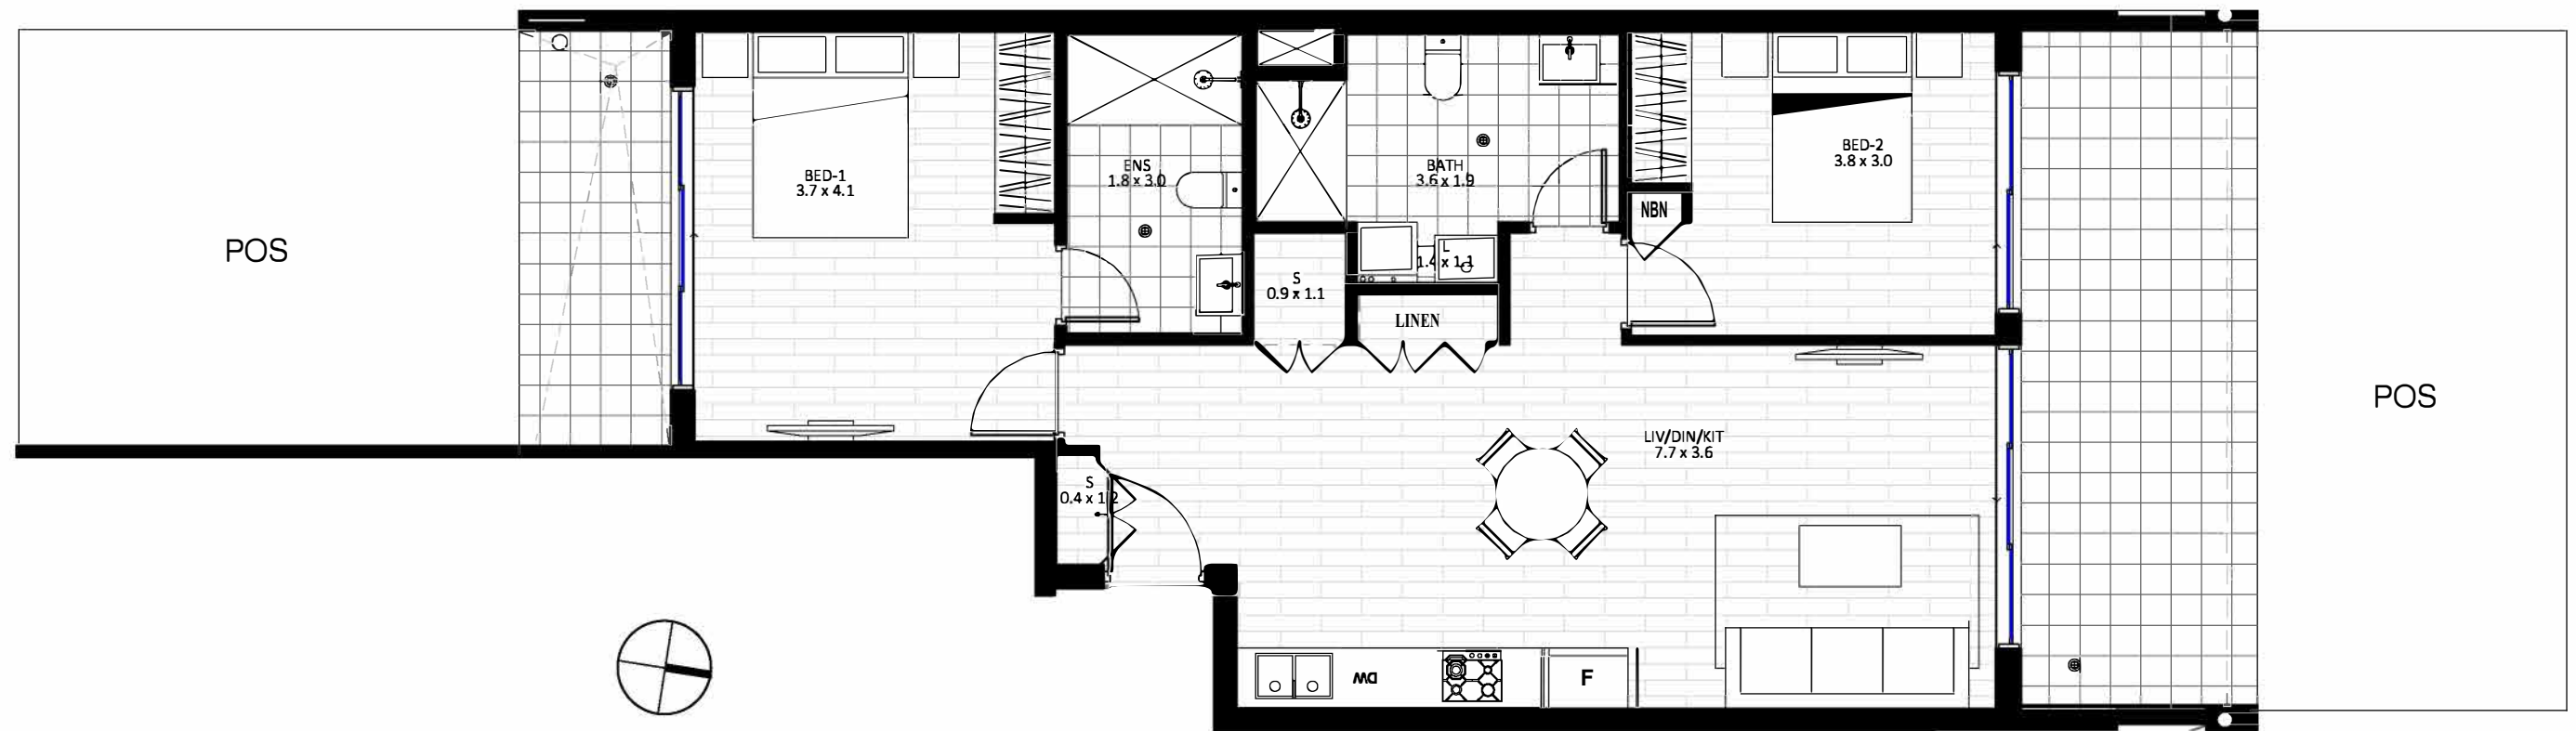 POS
BED-1
3.7 x 4.1
ENS
1.8 x 3.0
BATH
3.6 x 1.9
BED-2
3.8 x 3.0
NBN
L
1.4 x 1.1
S
0.9 x 1.1
LINEN
POS
LIV/DIN/KIT
7.7 x 3.6
S
0.4 x 1.2
DW
F